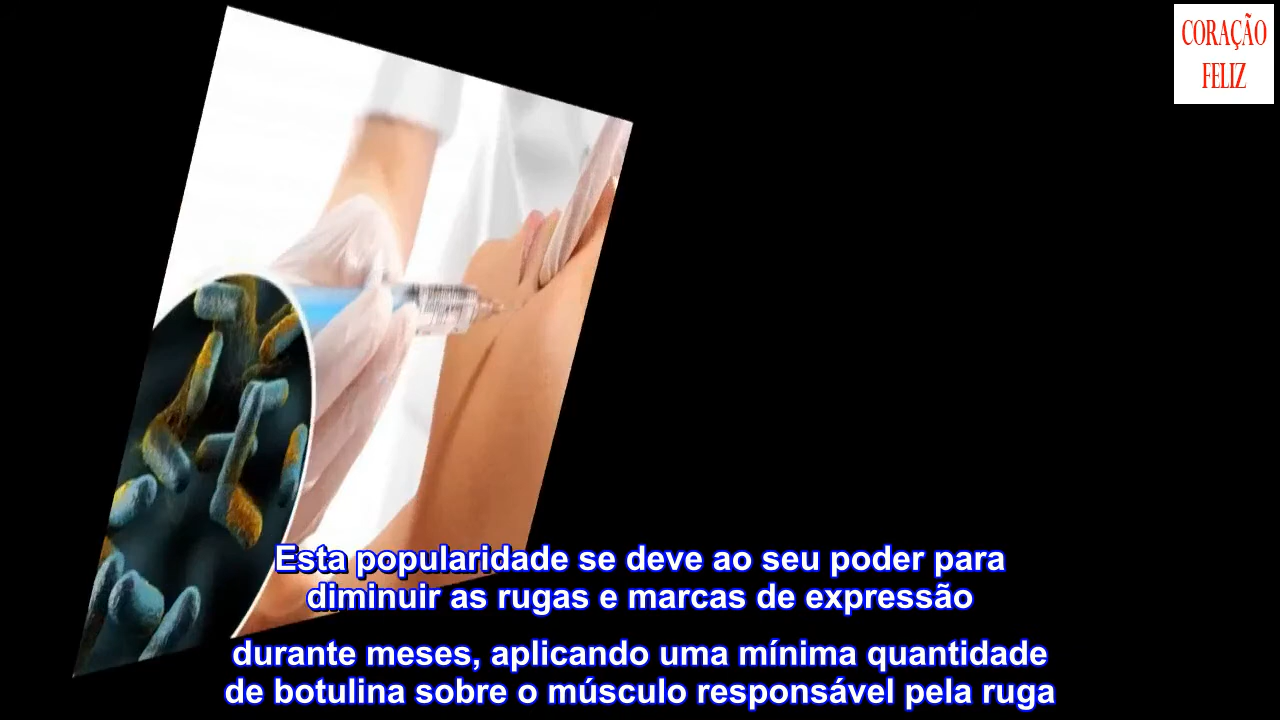 CORAÇÃO
FELIZ
Esta popularidade se deve ao seu poder para
diminuir as rugas e marcas de expressão
durante meses, aplicando uma mínima quantidade
de botulina sobre o músculo responsável pela ruga